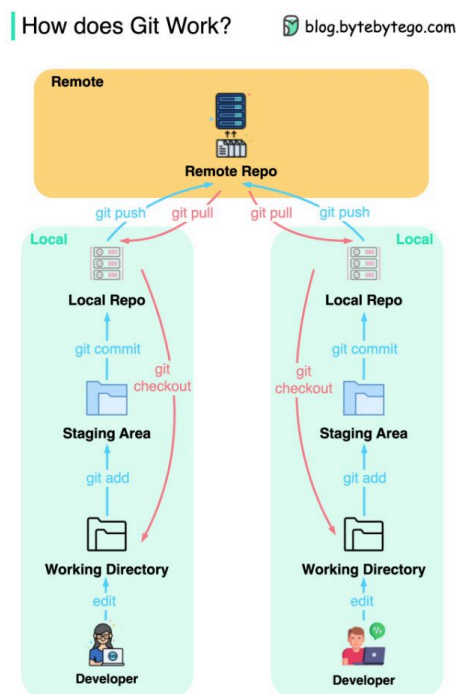 How does Git Work?
blog.bytebytego.com
Remote
Remote Repo
git push
git pull
git pull
git push
Local
Local
Local Repo
Local Repo
git commit
git
checkout
git
checkout
git commit
Staging Area
Staging Area
git add
git add
Working Directory
Working Directory
edit
edit
Developer
Developer